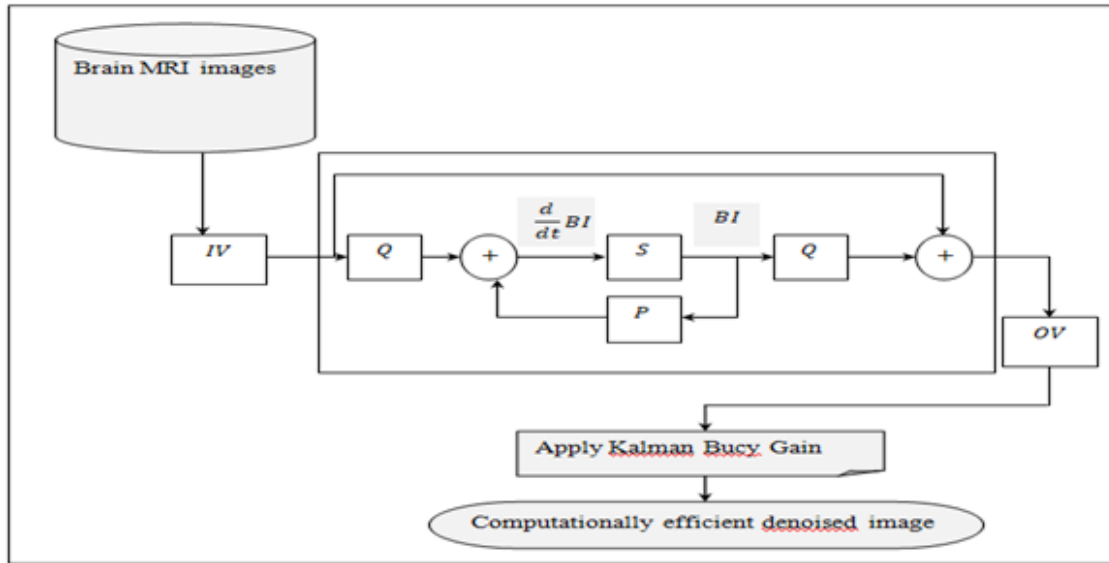 Brain MRI images
d/dt BI
BI
IV
Q
+
S
Q
+
P
OV
Apply Kalman Bucy Gain
Computationally efficient denoised image